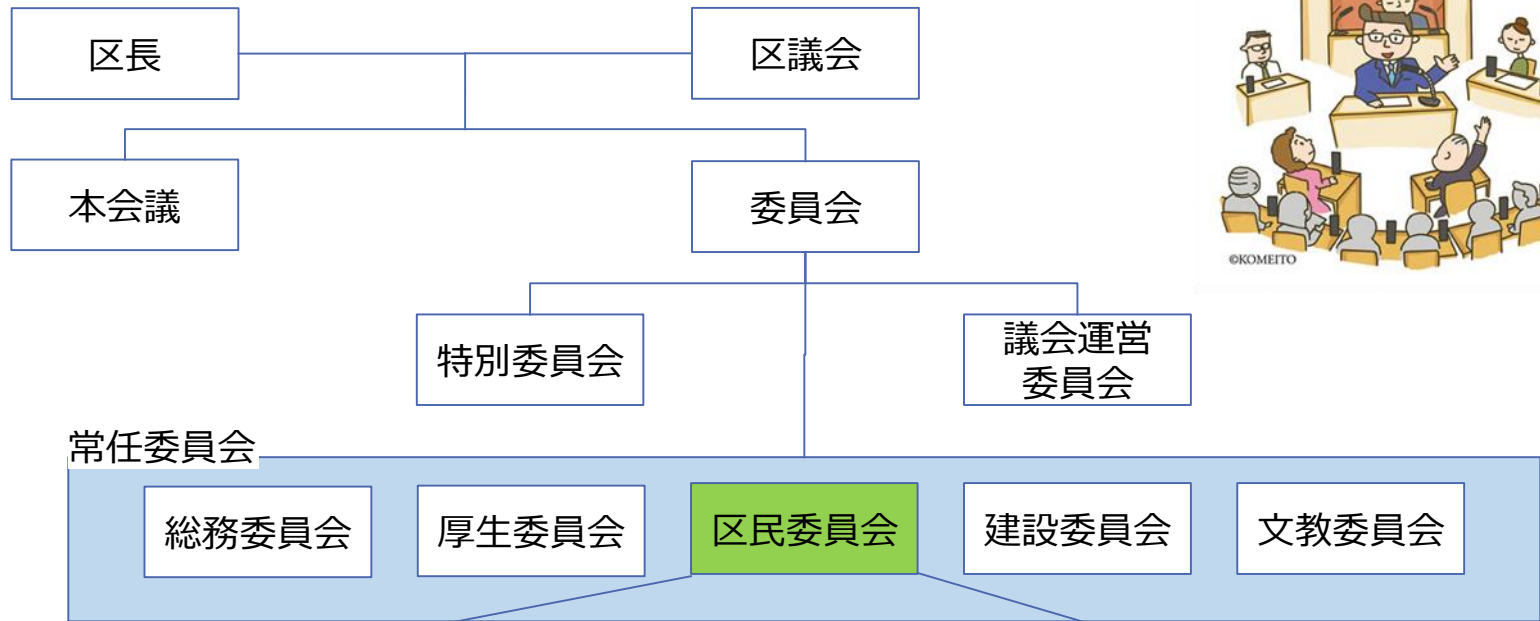 区長
区議会
本会議
委員会
©KOMEITO
特別委員会
議会運営
委員会
常任委員会
総務委員会
厚生委員会
区民委員会
建設委員会
文教委員会